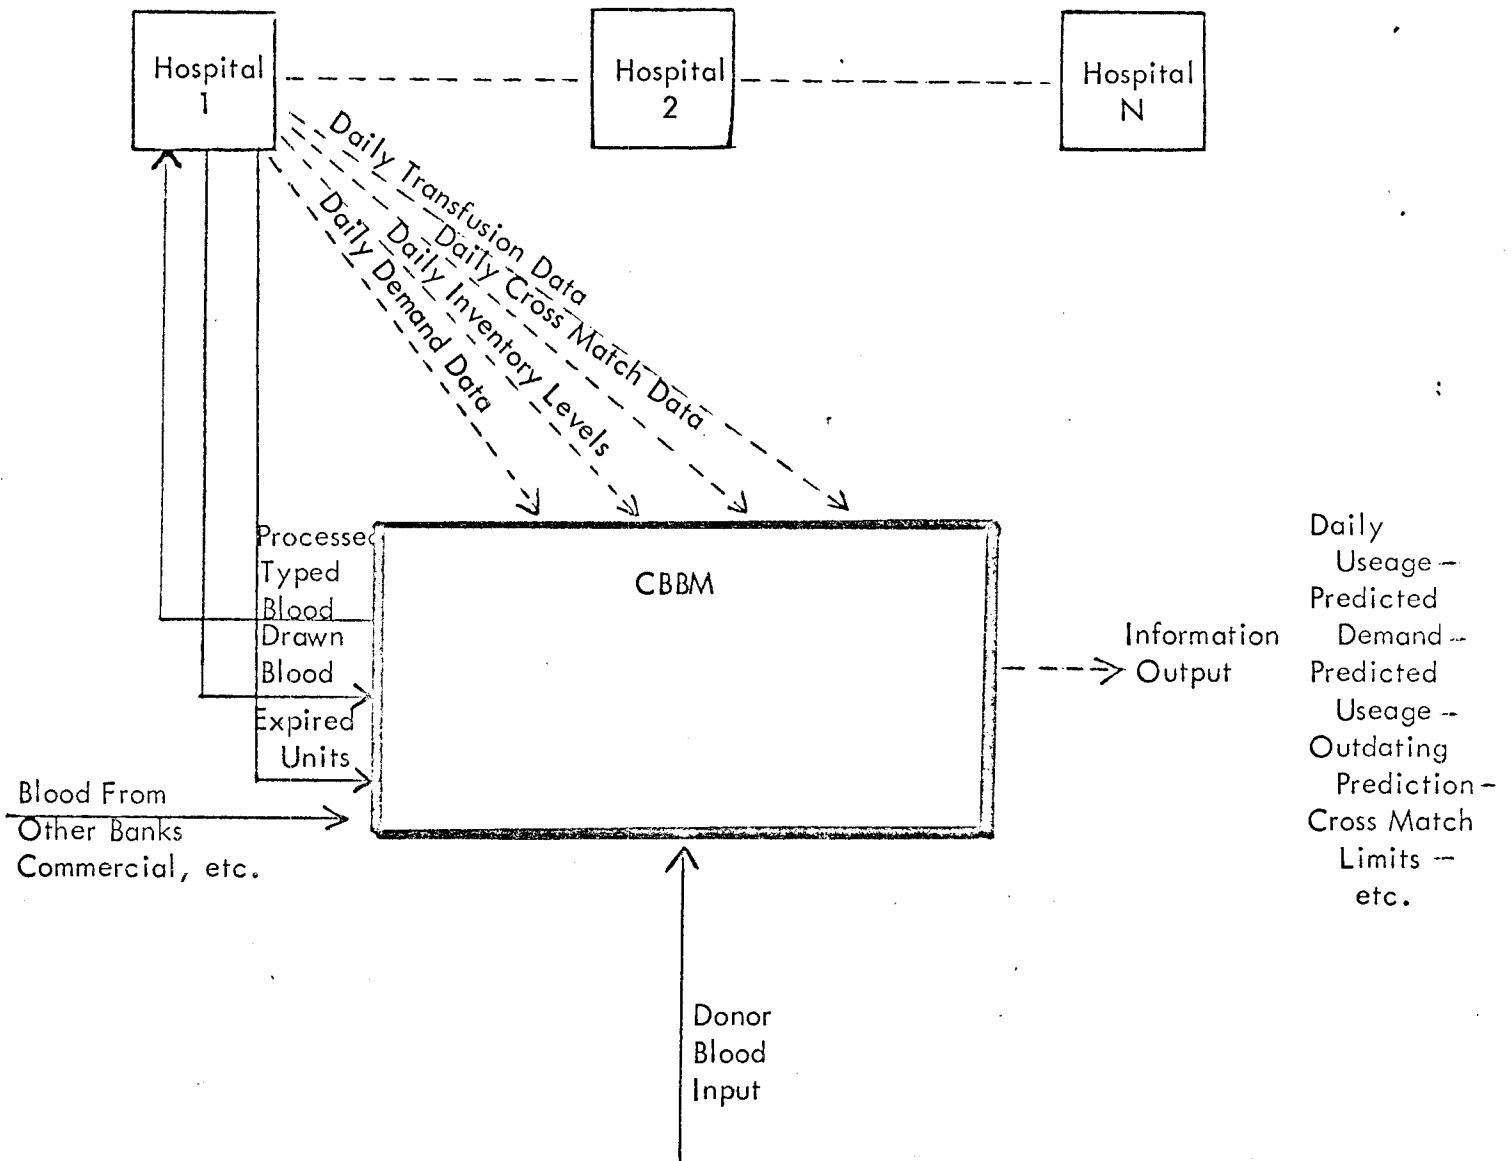 Hospital
1
Hospital
2
Hospital
N
Daily Transfusion Data
Daily Cross Match Data
Daily Inventory Levels
Daily Demand Data
Processed
Typed
Blood
Drawn
Blood
Expired
Units
Blood From
Other Banks
Commercial, etc.
CBBM
Information
Output
Daily
Useage --
Predicted
Demand --
Predicted
Useage --
Outdating
Prediction --
Cross Match
Limits --
etc.
Donor
Blood
Input